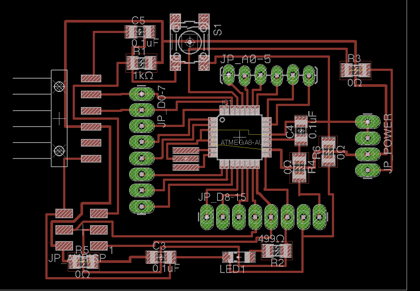 C5
0.1uF
R1
1kΩ
S1
JP_A0-5
R3
0Ω
JP_D0-7
C4
0.1uF
ATMEGA8-AU
R4
0Ω
R6
0Ω
JP_POWER
JP_D8-15
499Ω
R2
C3
0.1uF
LED1
R5
0Ω